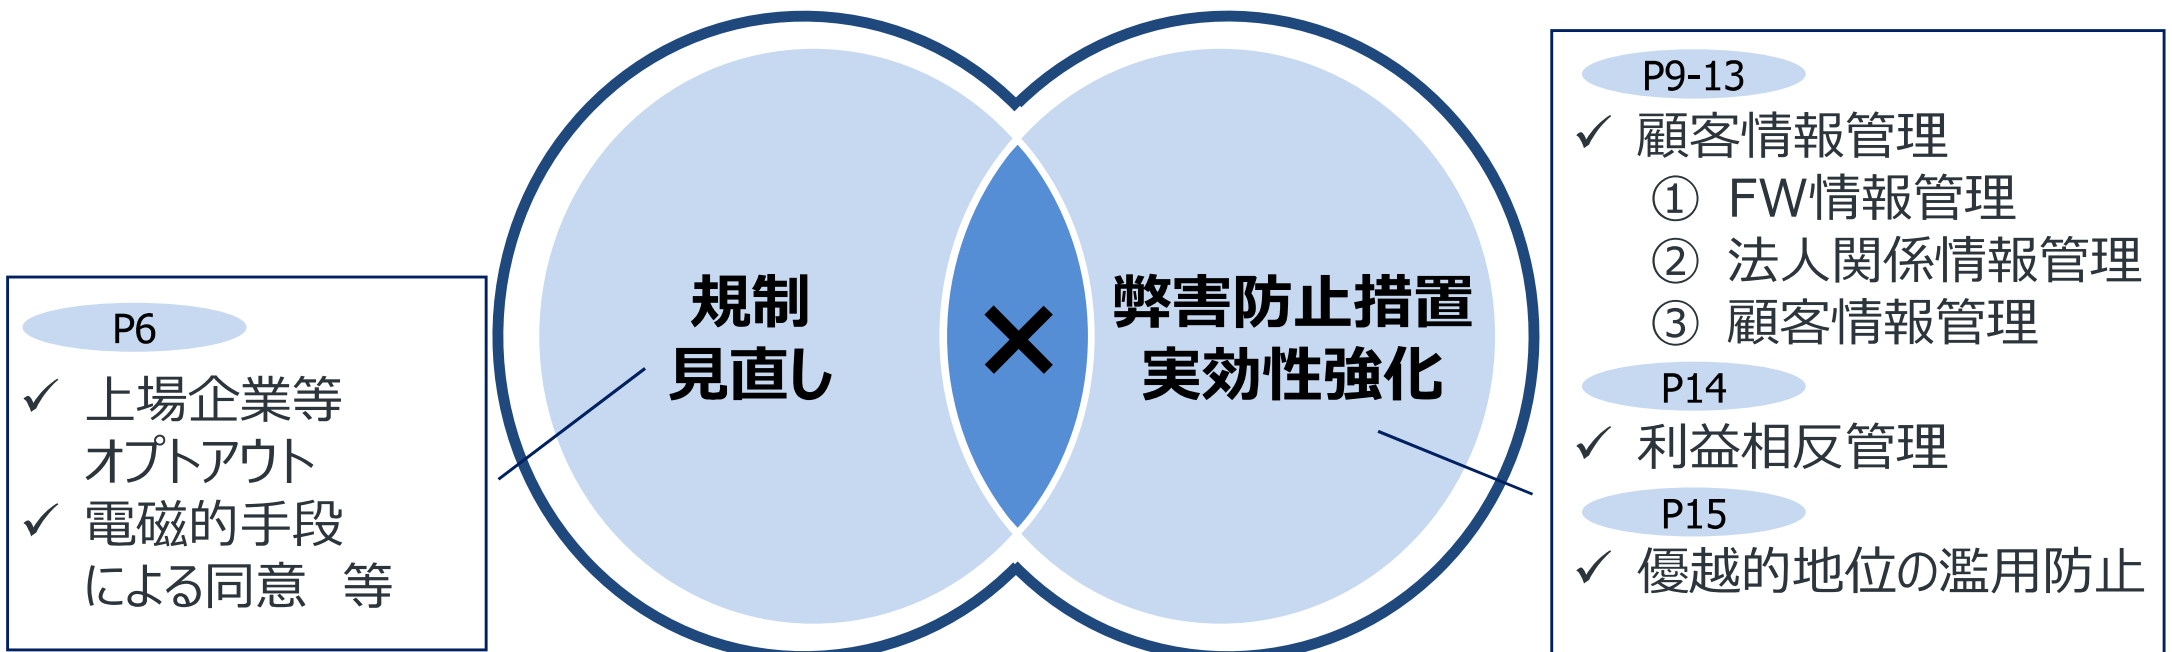 P6
✓ 上場企業等
オプトアウト
✓ 電磁的手段
による同意 等
規制
見直し
×
弊害防止措置
実効性強化
P9-13
✓ 顧客情報管理
① FW情報管理
② 法人関係情報管理
③ 顧客情報管理
P14
✓ 利益相反管理
P15
✓ 優越的地位の濫用防止